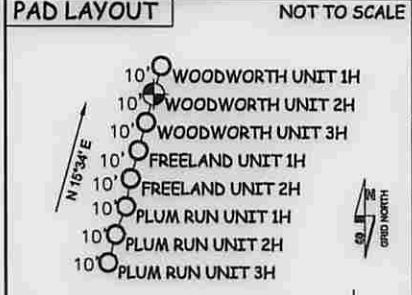 PAD LAYOUT NOT TO SCALE
10' WOODWORTH UNIT 1H
10' WOODWORTH UNIT 2H
10' WOODWORTH UNIT 3H
10' FREELAND UNIT 1H
10' FREELAND UNIT 2H
10' PLUM RUN UNIT 1H
10' PLUM RUN UNIT 2H
10' PLUM RUN UNIT 3H
N 15°34' E
GRID NORTH